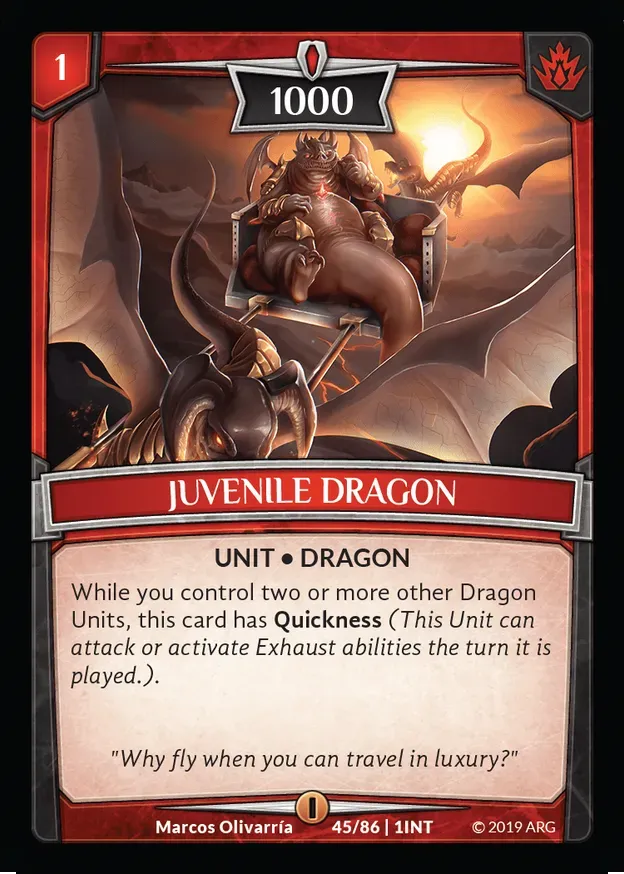 1
1000
JUVENILE DRAGON
UNIT • DRAGON
While you control two or more other Dragon
Units, this card has Quickness (This Unit can
attack or activate Exhaust abilities the turn it is
played.).
"Why fly when you can travel in luxury?"
I
Marcos Olivarría 45/86 | 1INT © 2019 ARG